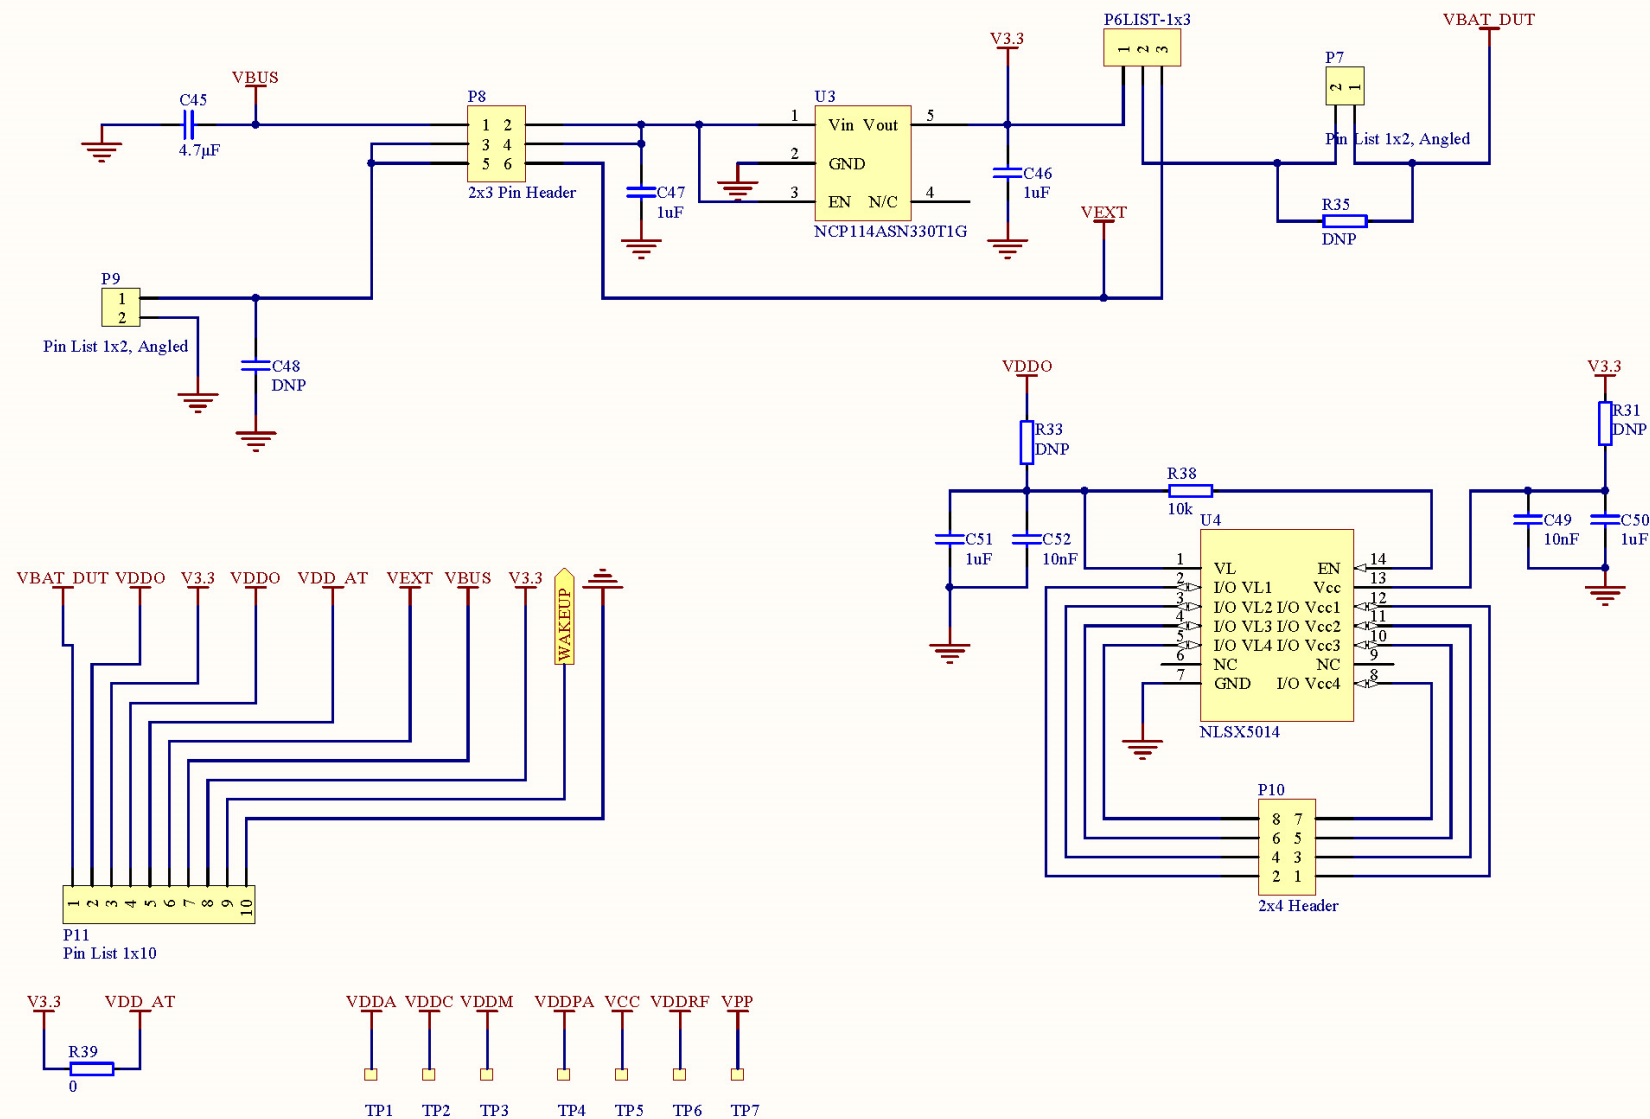 P6LIST-1x3
VBAT_DUT
1 2 3
V3.3
P7
2 1
VBUS
C45
4.7µF
P8
1 2
3 4
5 6
2x3 Pin Header
U3
1 Vin Vout 5
2 GND
3 EN N/C 4
NCP114ASN330T1G
C47
1uF
C46
1uF
Pin List 1x2, Angled
R35
DNP
VEXT
P9
1
2
Pin List 1x2, Angled
C48
DNP
VDDO
R33
DNP
V3.3
R31
DNP
R38
10k
U4
C51
1uF
C52
10nF
C49
10nF
C50
1uF
1 VL EN 14
2 I/O VL1 Vcc 13
3 I/O VL2 I/O Vcc1 12
4 I/O VL3 I/O Vcc2 11
5 I/O VL4 I/O Vcc3 10
6 NC NC 9
7 GND I/O Vcc4 8
NLSX5014
P10
8 7
6 5
4 3
2 1
2x4 Header
VBAT_DUT VDDO V3.3 VDDO VDD_AT VEXT VBUS V3.3
WAKEUP
1 2 3 4 5 6 7 8 9 10
P11
Pin List 1x10
V3.3 VDD_AT
R39
0
VDDA VDDC VDDM VDDPA VCC VDDRF VPP
TP1 TP2 TP3 TP4 TP5 TP6 TP7